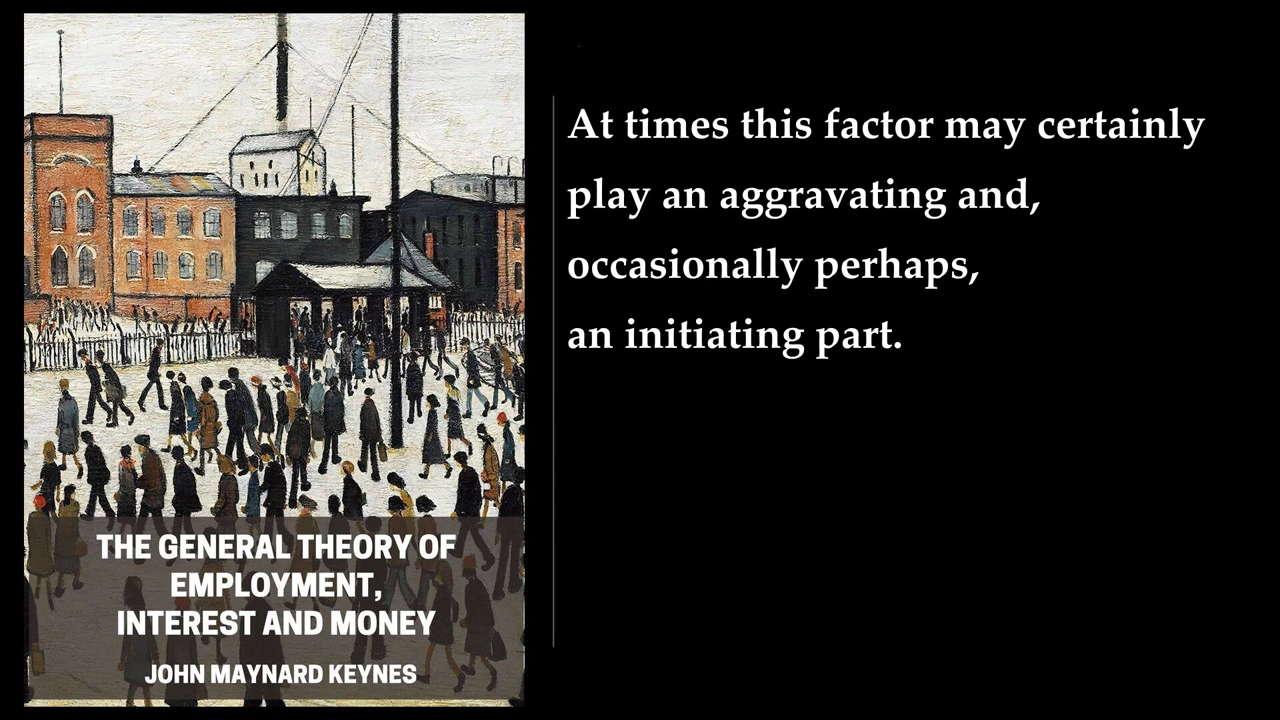 At times this factor may certainly
play an aggravating and,
occasionally perhaps,
an initiating part.
THE GENERAL THEORY OF
EMPLOYMENT,
INTEREST AND MONEY
JOHN MAYNARD KEYNES